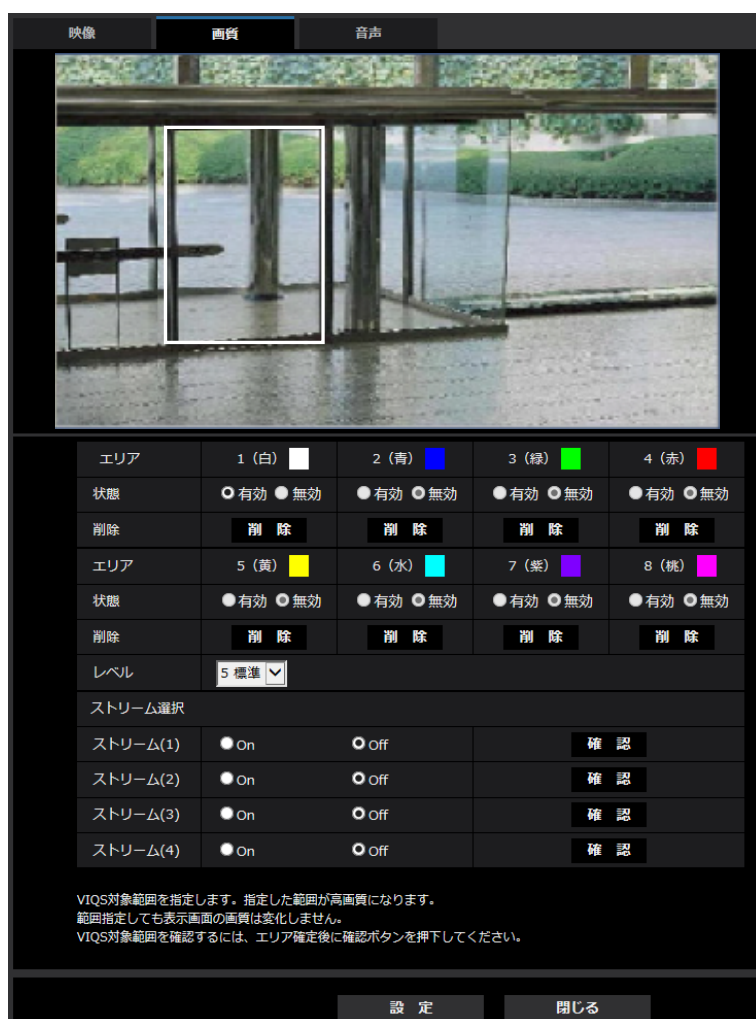 映像 画質 音声
エリア 1（白） 2（青） 3（緑） 4（赤）
状態 有効 無効 有効 無効 有効 無効 有効 無効
削除 削 除 削 除 削 除 削 除
エリア 5（黄） 6（水） 7（紫） 8（桃）
状態 有効 無効 有効 無効 有効 無効 有効 無効
削除 削 除 削 除 削 除 削 除
レベル 5 標準
ストリーム選択
ストリーム(1) On Off 確 認
ストリーム(2) On Off 確 認
ストリーム(3) On Off 確 認
ストリーム(4) On Off 確 認
VIQS対象範囲を指定します。指定した範囲が高画質になります。
範囲指定しても表示画面の画質は変化しません。
VIQS対象範囲を確認するには、エリア確定後に確認ボタンを押下してください。
設 定 閉じる